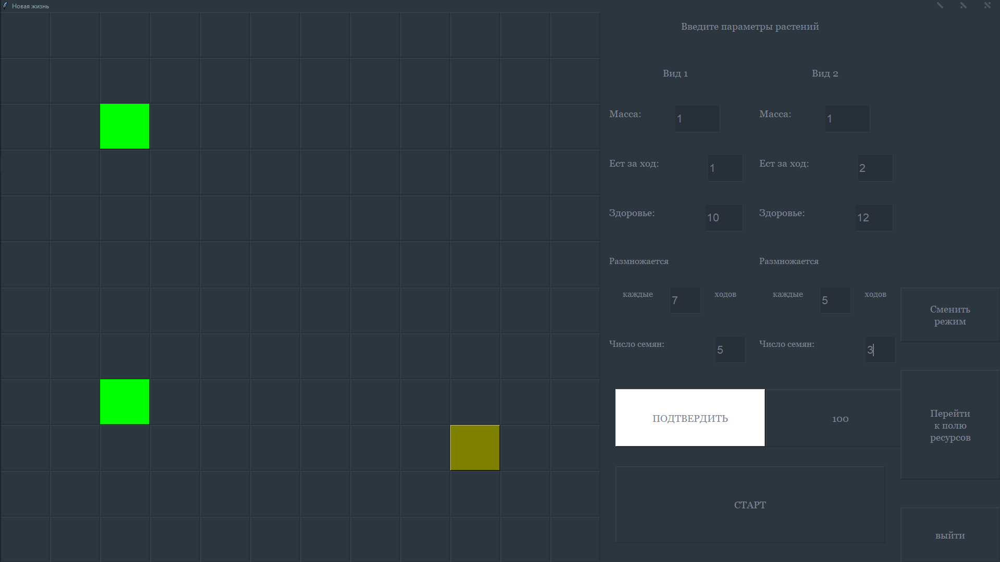 Новая жизнь
Введите параметры растений
Вид 1
Вид 2
Масса: 1
Масса: 1
Ест за ход: 1
Ест за ход: 2
Здоровье: 10
Здоровье: 12
Размножается
Размножается
каждые 7 ходов
каждые 5 ходов
Сменить
режим
Число семян: 5
Число семян: 3
ПОДТВЕРДИТЬ
100
Перейти
к полю
ресурсов
СТАРТ
выйти